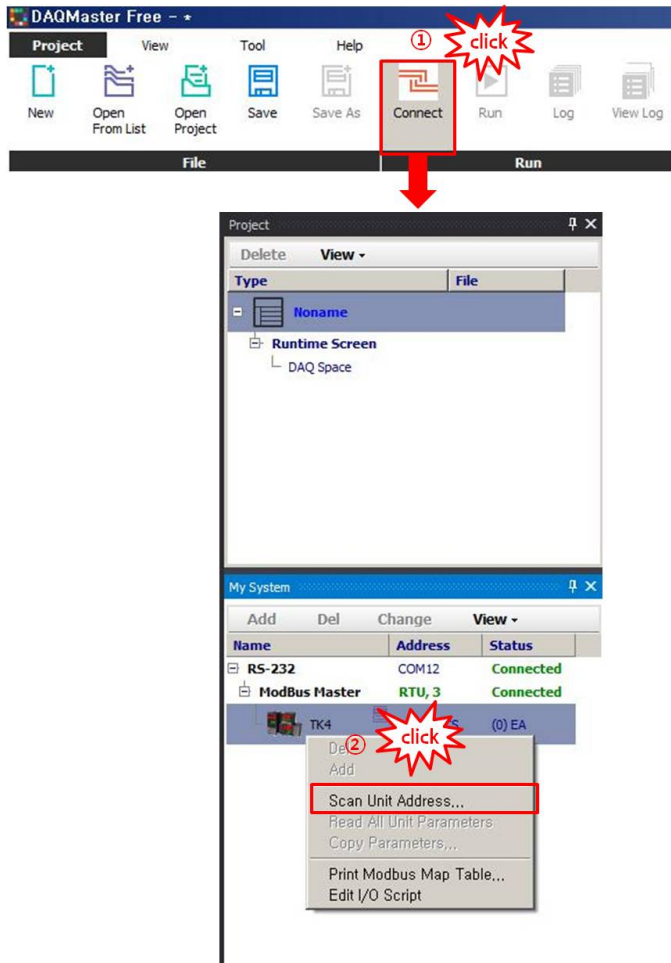 DAQMaster Free - *
Project View Tool Help
① click
New Open From List Open Project Save Save As Connect Run Log View Log
File Run
Project
Delete View
Type File
Noname
Runtime Screen
DAQ Space
My System
Add Del Change View
Name Address Status
RS-232 COM12 Connected
ModBus Master RTU, 3 Connected
TK4 (0) EA
② click
Add
Scan Unit Address...
Read All Unit Parameters
Copy Parameters...
Print Modbus Map Table...
Edit I/O Script